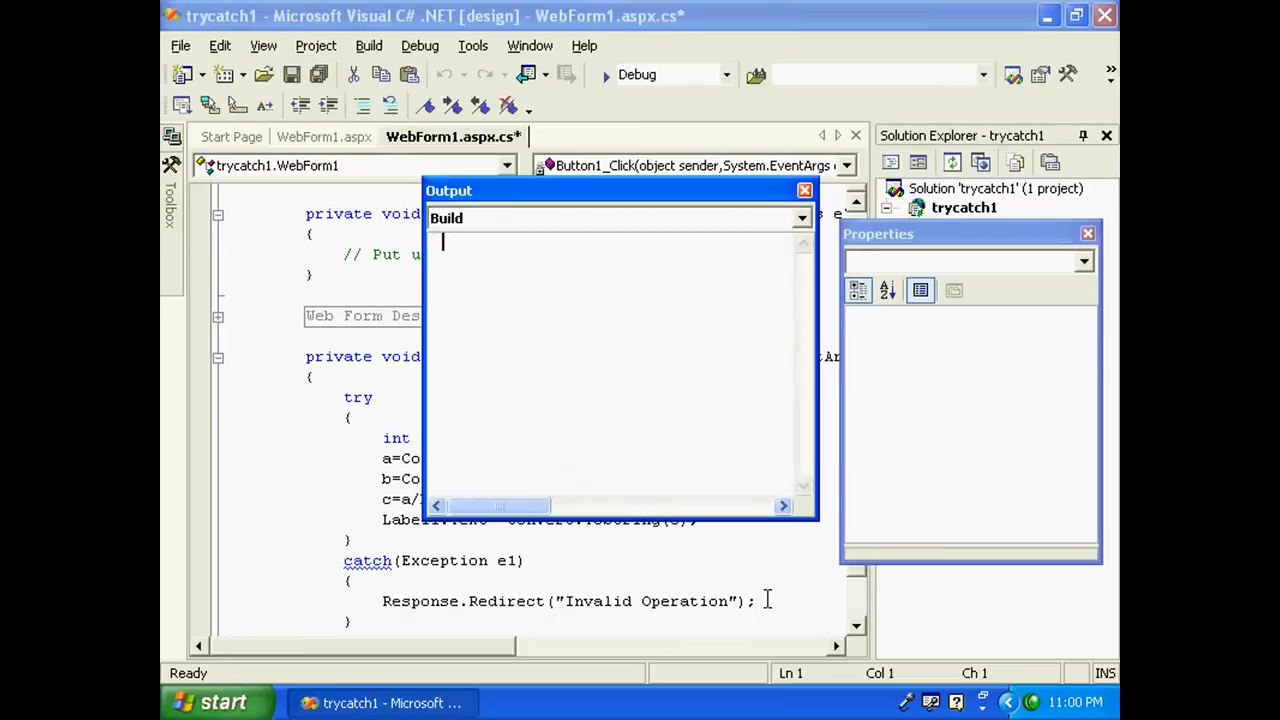 trycatch1 - Microsoft Visual C# .NET [design] - WebForm1.aspx.cs*
File Edit View Project Build Debug Tools Window Help
Debug
Start Page WebForm1.aspx WebForm1.aspx.cs*
Solution Explorer - trycatch1
trycatch1.WebForm1
Button1_Click(object sender,System.EventArgs e
Toolbox
Solution 'trycatch1' (1 project)
trycatch1
Output
Build
Properties
private void
{
// Put u
}
Web Form Des
private void
{
try
{
int
a=Co
b=Co
c=a/
}
catch(Exception e1)
{
Response.Redirect("Invalid Operation");
}
Ready
Ln 1
Col 1
Ch 1
INS
start
trycatch1 - Microsoft ...
11:00 PM